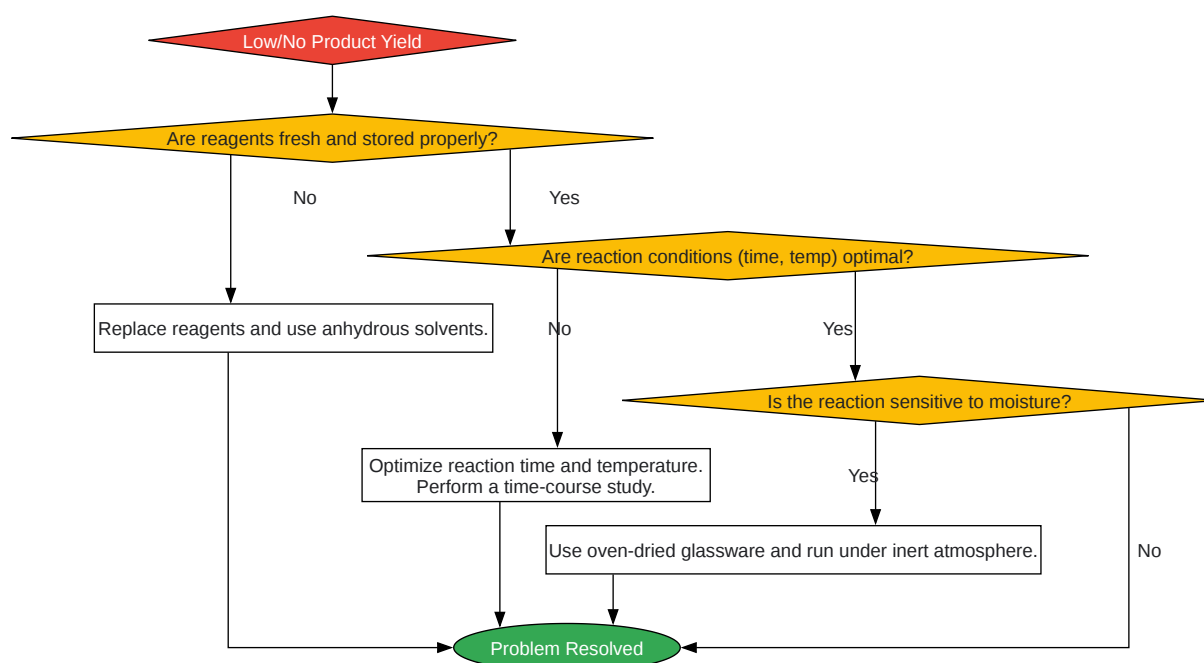 Low/No Product Yield
Are reagents fresh and stored properly?
No
Yes
Are reaction conditions (time, temp) optimal?
Replace reagents and use anhydrous solvents.
No
Yes
Is the reaction sensitive to moisture?
Optimize reaction time and temperature.
Perform a time-course study.
Yes
Use oven-dried glassware and run under inert atmosphere.
No
Problem Resolved